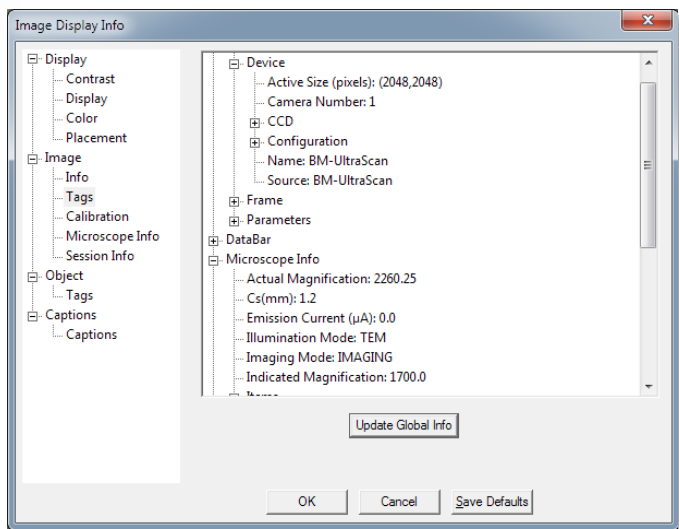 Image Display Info
Display
Contrast
Display
Color
Placement
Image
Info
Tags
Calibration
Microscope Info
Session Info
Object
Tags
Captions
Captions
Device
Active Size (pixels): (2048,2048)
Camera Number: 1
CCD
Configuration
Name: BM-UltraScan
Source: BM-UltraScan
Frame
Parameters
DataBar
Microscope Info
Actual Magnification: 2260.25
Cs(mm): 1.2
Emission Current (μA): 0.0
Illumination Mode: TEM
Imaging Mode: IMAGING
Indicated Magnification: 1700.0
Update Global Info
OK
Cancel
Save Defaults